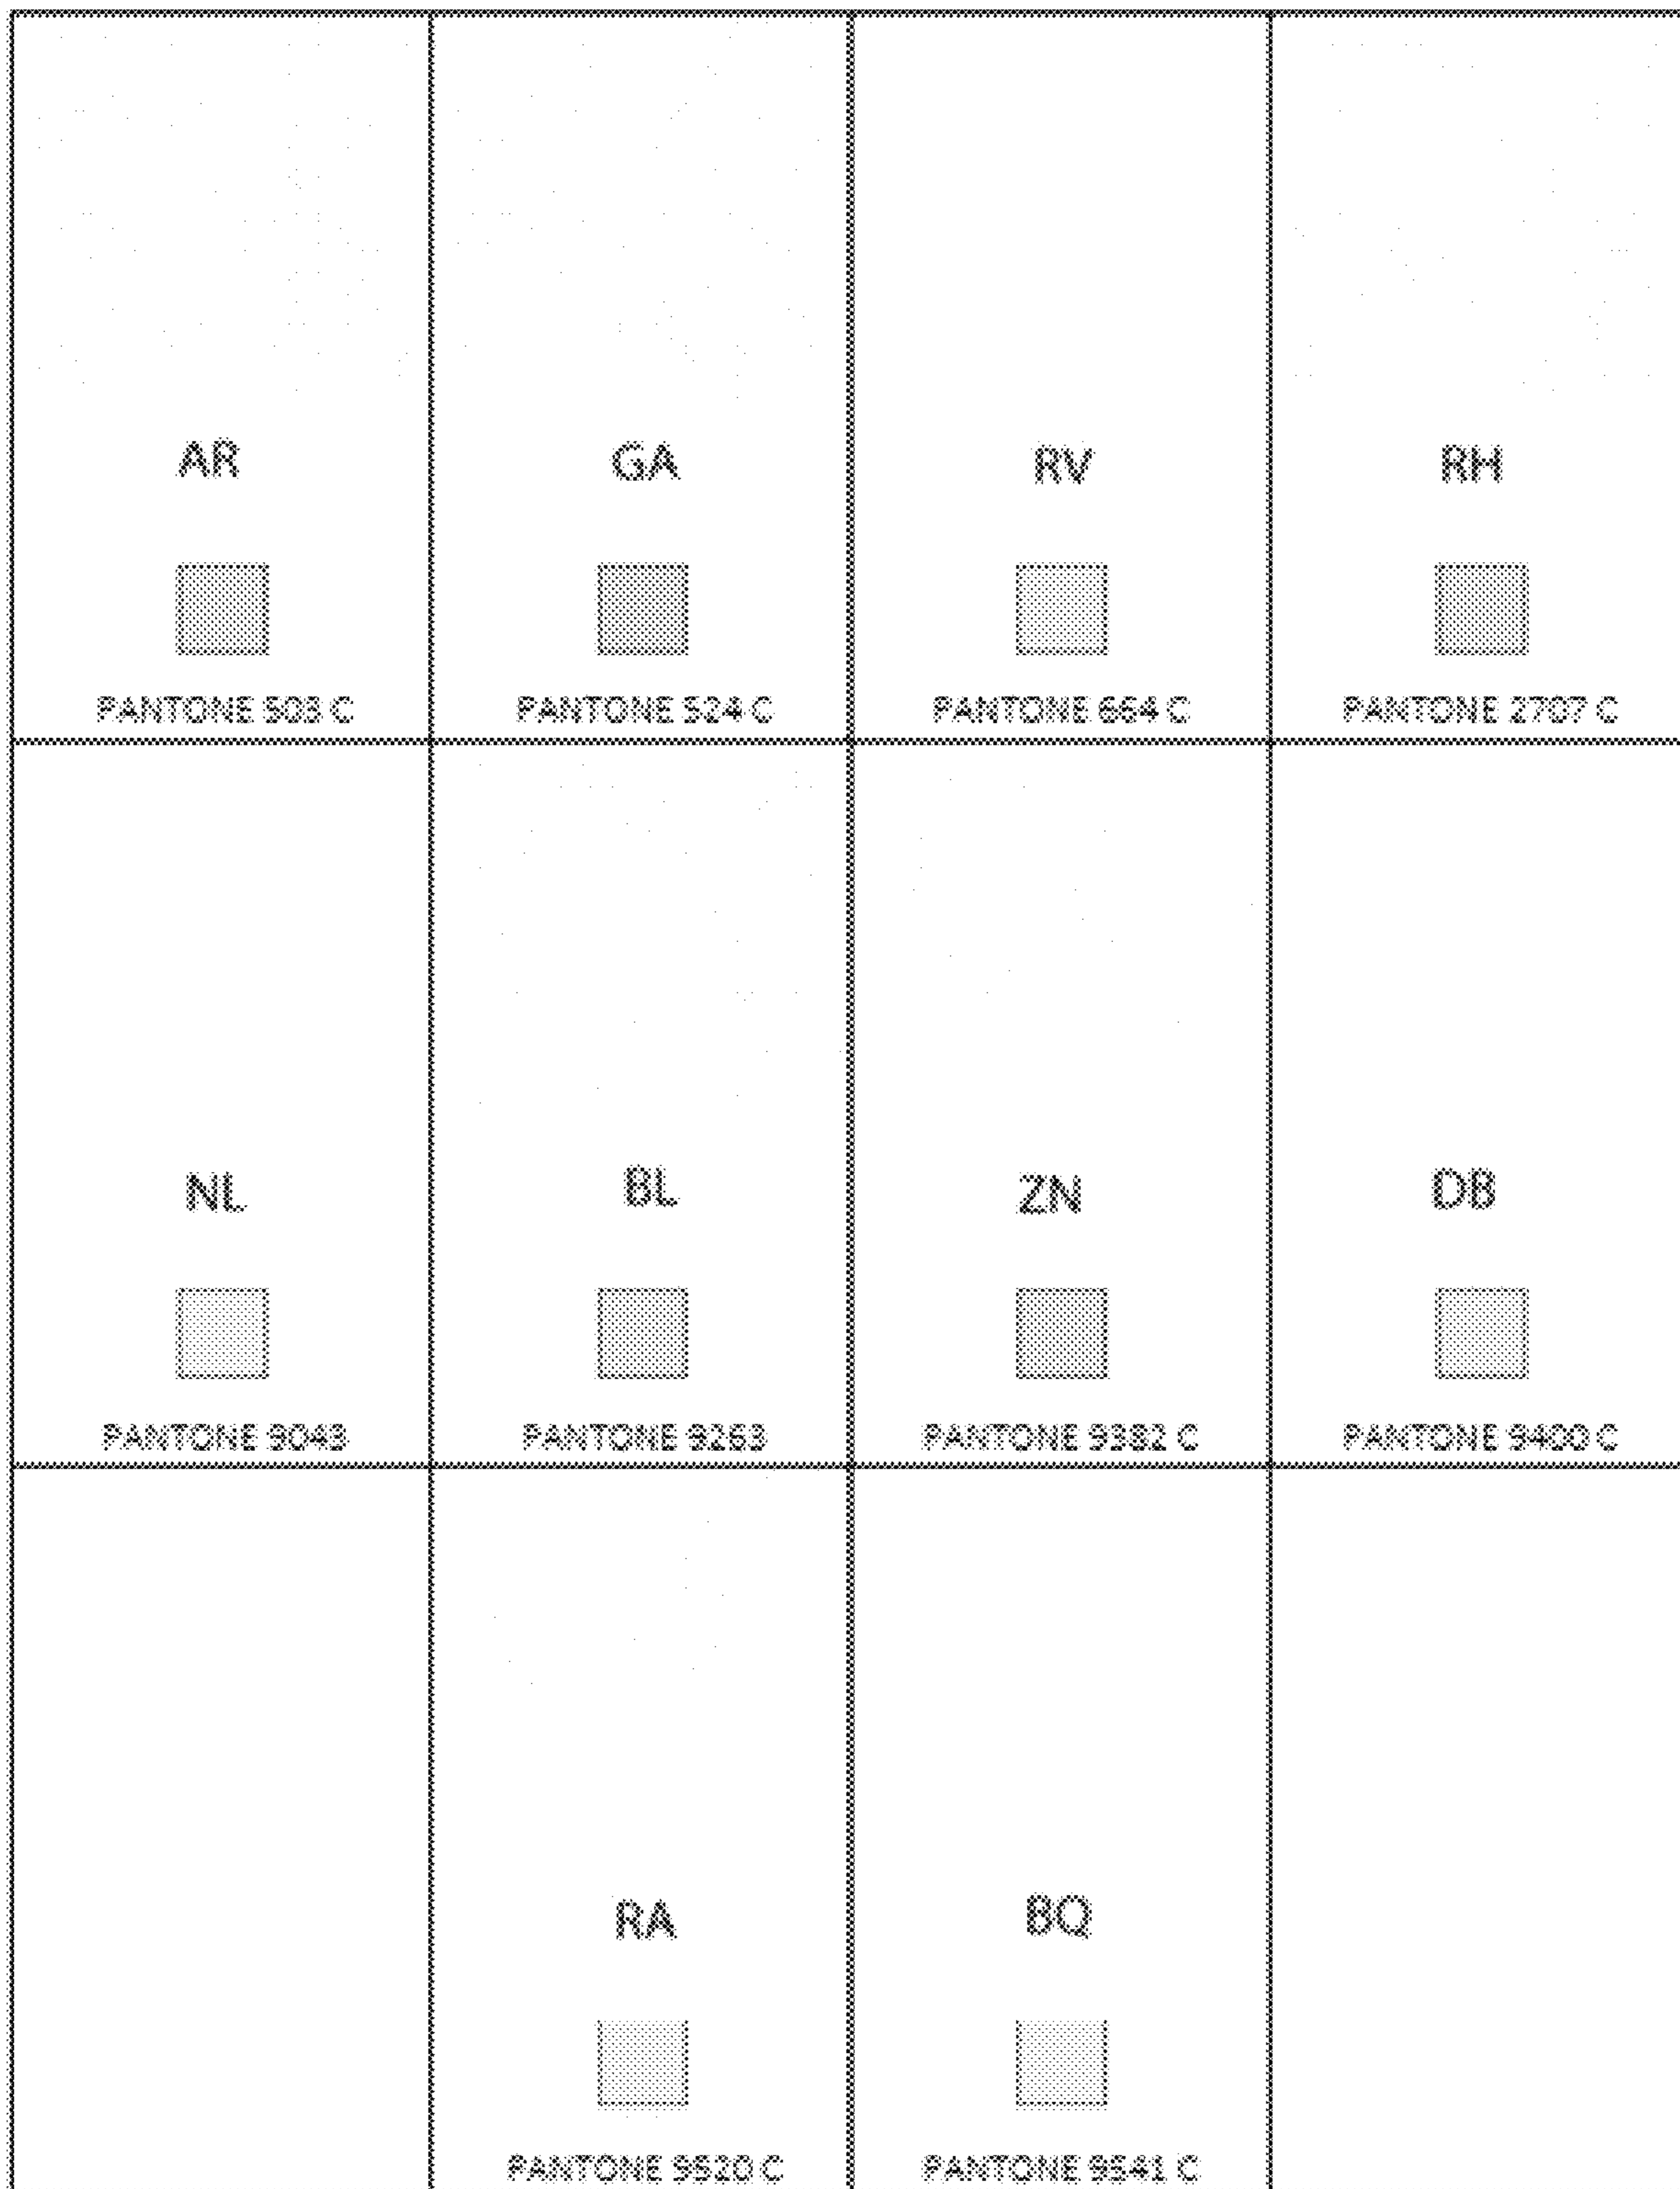 AR GA RV RH
PANTONE 503 C PANTONE 524 C PANTONE 664 C PANTONE 2707 C
NL BL ZN DB
PANTONE 9043 PANTONE 9263 PANTONE 9382 C PANTONE 9400 C
RA BQ
PANTONE 9520 C PANTONE 9541 C